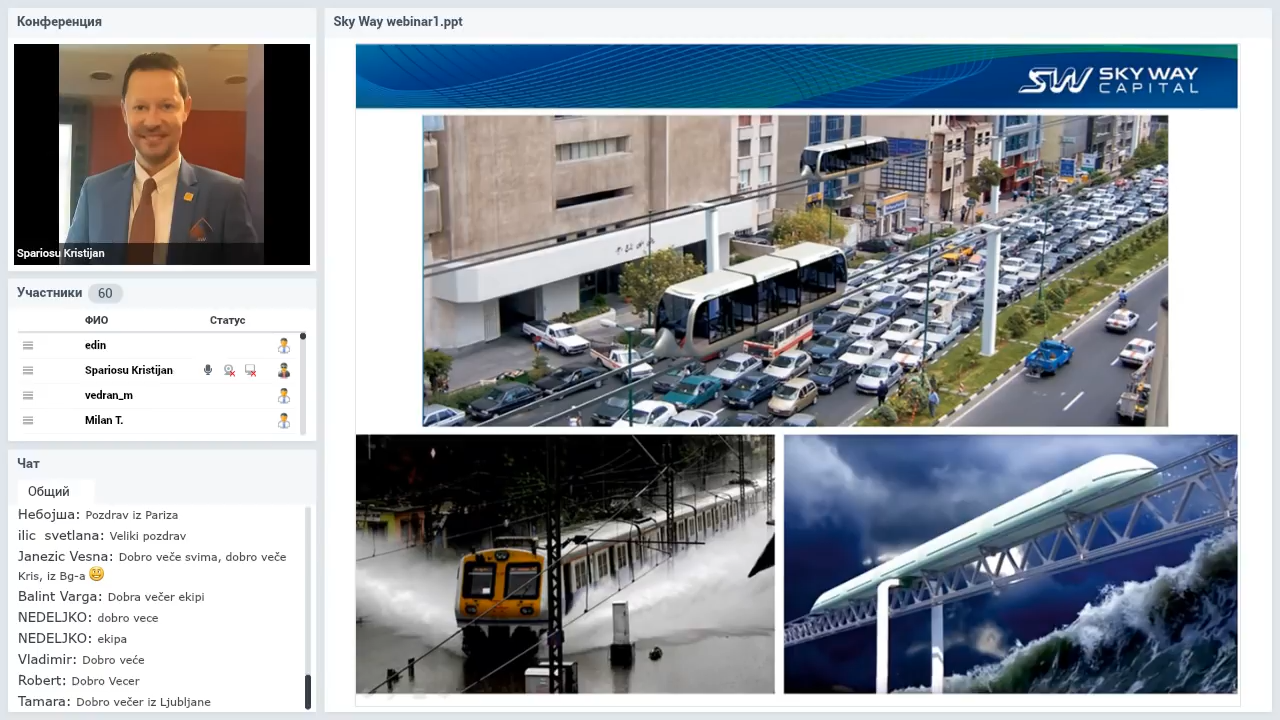 Конференция
Spariosu Kristijan
Участники 60
ФИО Статус
edin
Spariosu Kristijan
vedran_m
Milan T.
Чат
Общий
Небојша: Pozdrav iz Pariza
ilic svetlana: Veliki pozdrav
Janezic Vesna: Dobro veče svima, dobro veče
Kris, iz Bg-a
Balint Varga: Dobra večer ekipi
NEDELJKO: dobro vece
NEDELJKO: ekipa
Vladimir: Dobro veće
Robert: Dobro Vecer
Tamara: Dobro večer iz Ljubljane
Sky Way webinar1.ppt
SW SKY WAY
CAPITAL